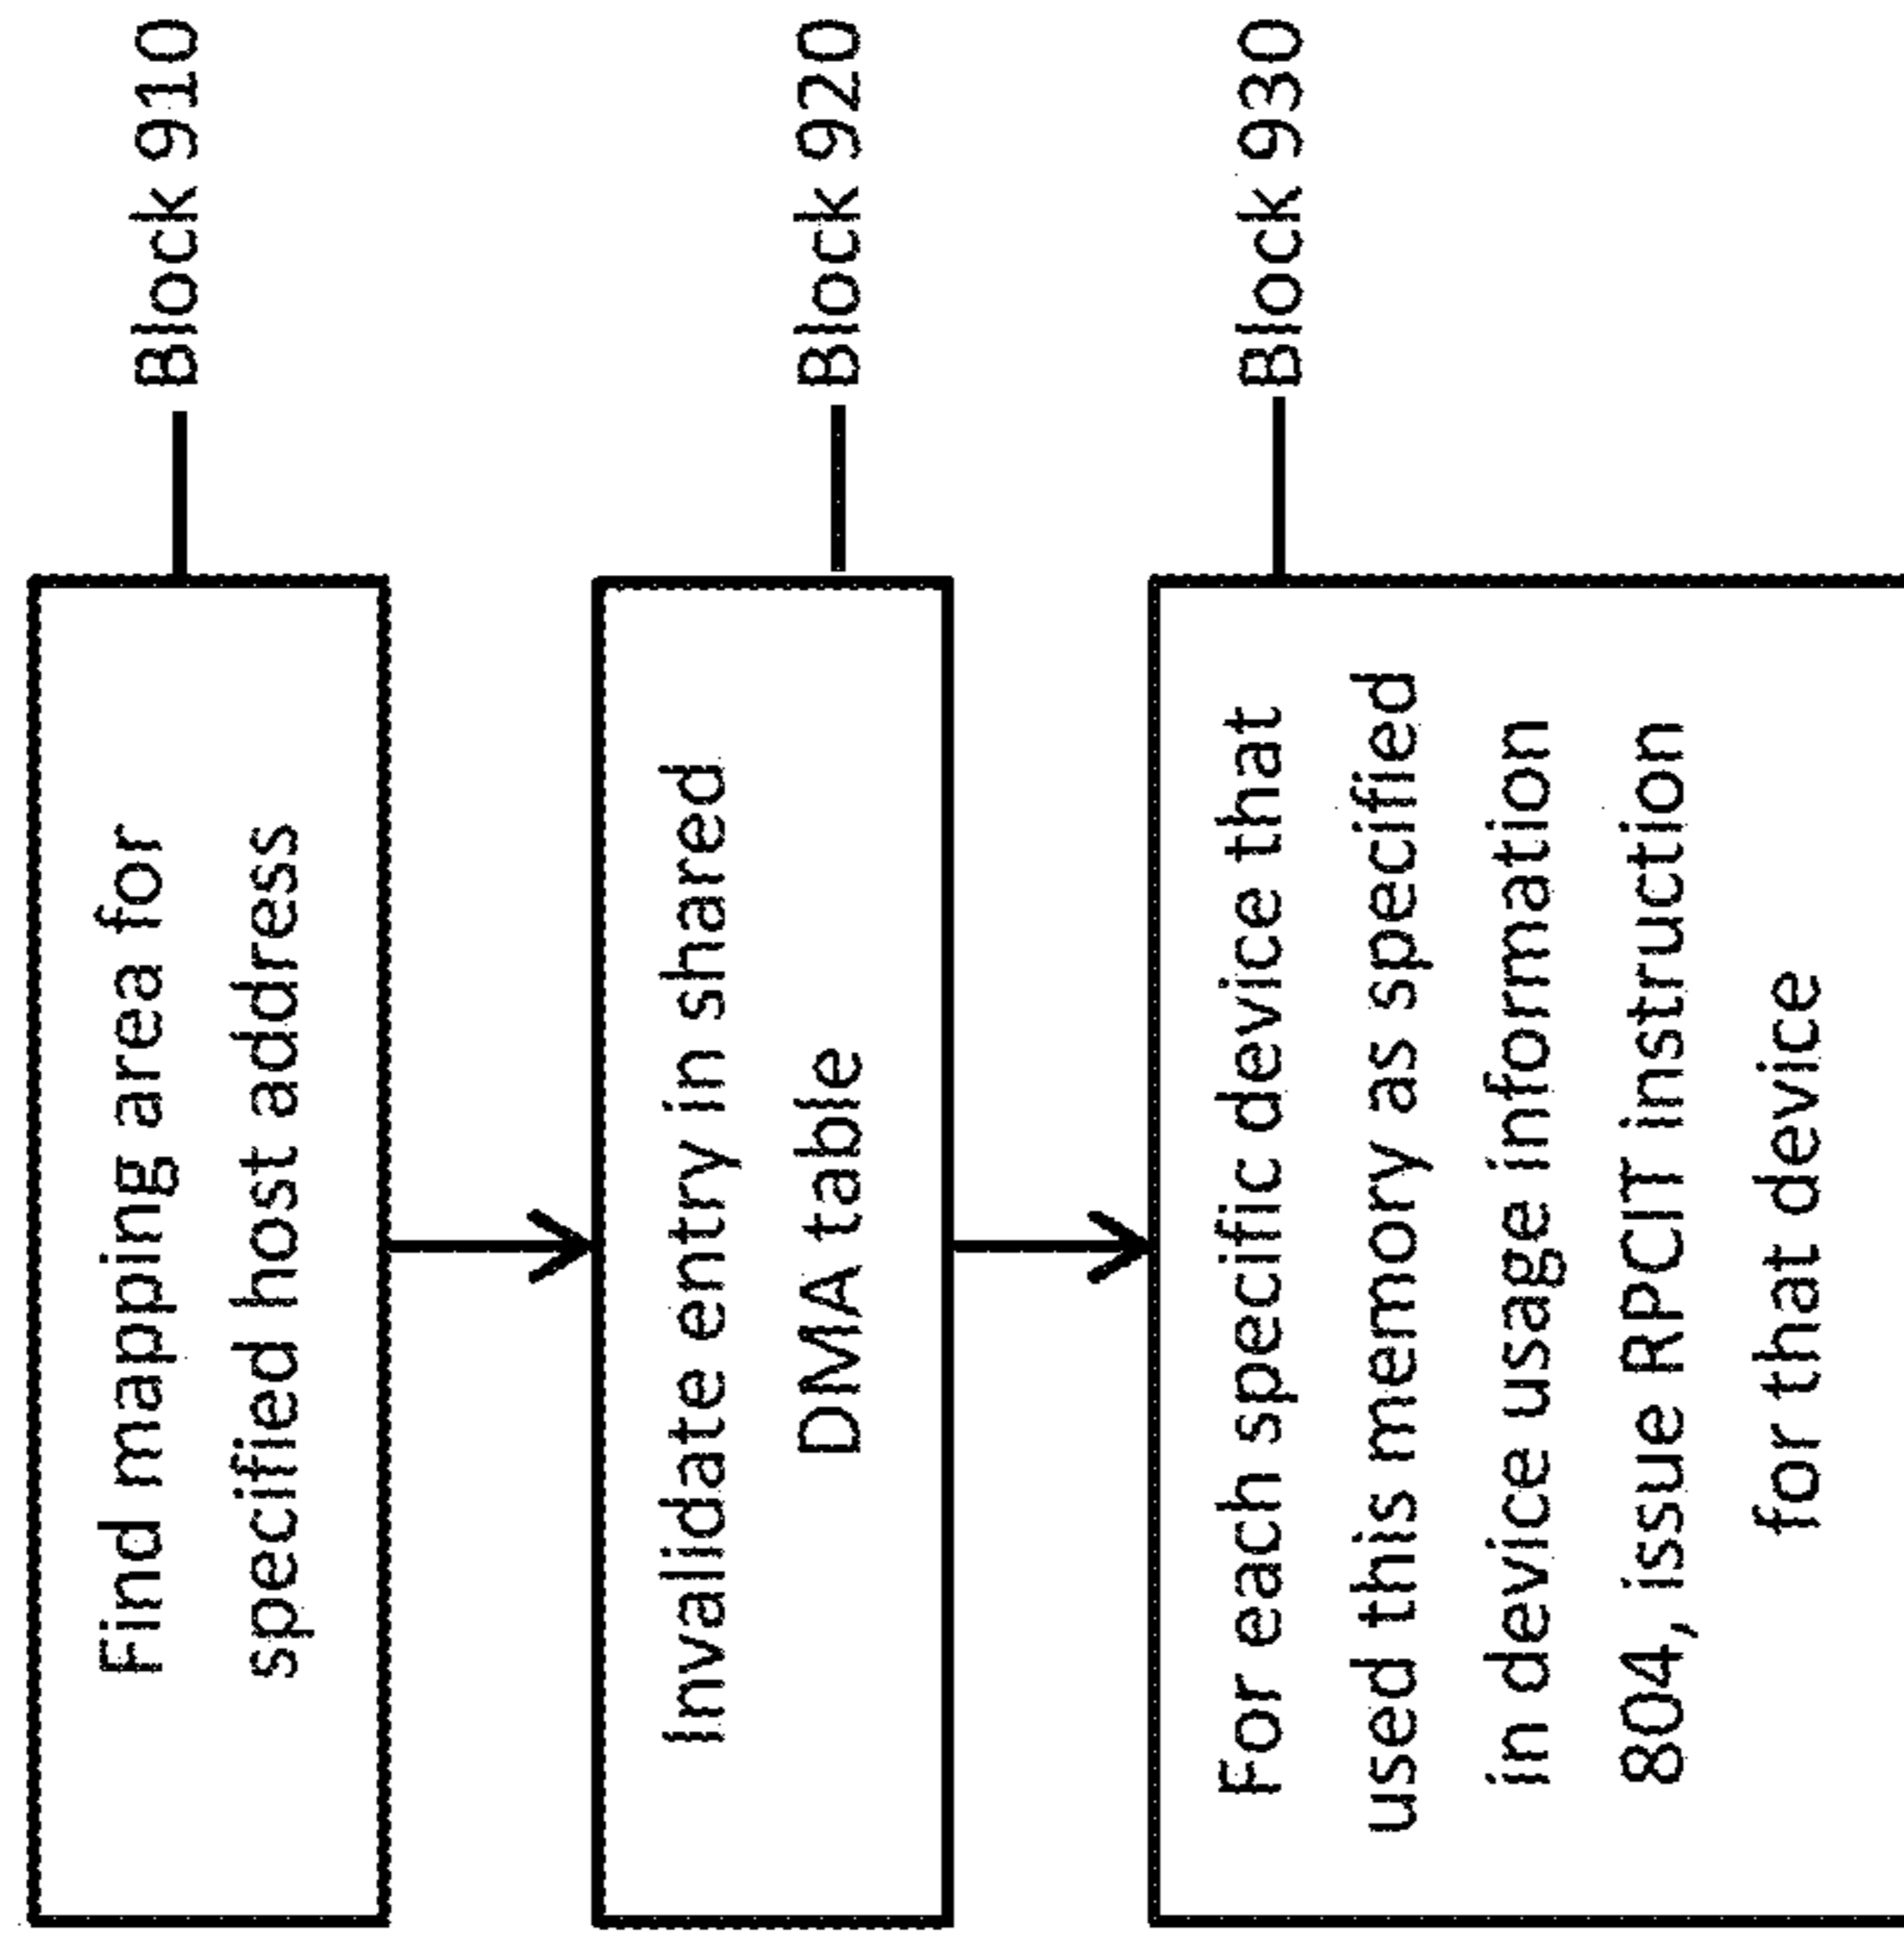 Find mapping area for
specified host address
Block 910
Invalidate entry in shared
DMA table
Block 920
For each specific device that
used this memory as specified
in device usage information
804, issue RPCIT instruction
for that device
Block 930